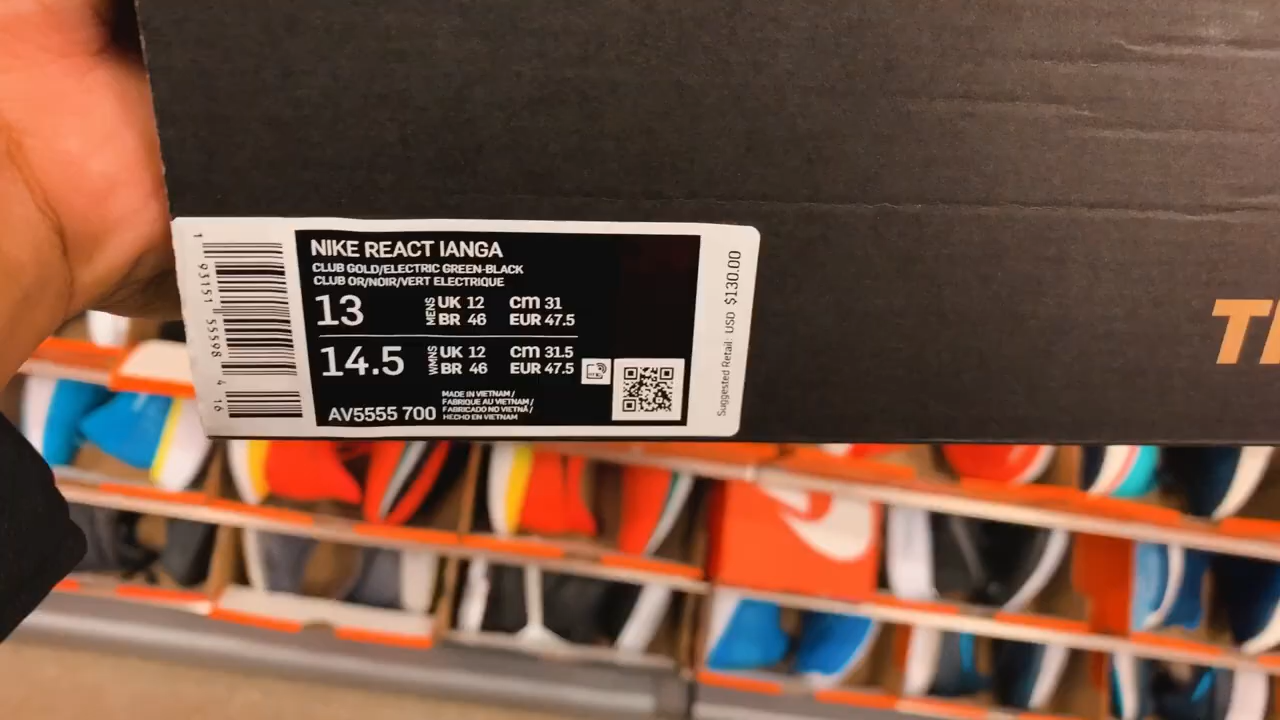 NIKE REACT IANGA
CLUB GOLD/ELECTRIC GREEN-BLACK
CLUB OR/NOIR/VERT ELECTRIQUE
13 MENS UK 12 cm 31
BR 46 EUR 47.5
14.5 WMNS UK 12 cm 31.5
BR 46 EUR 47.5
AV5555 700
MADE IN VIETNAM /
FABRIQUE AU VIETNAM /
FABRICADO NO VIETNÃ /
HECHO EN VIETNAM
1 93151 55598 4 16
Suggested Retail: USD $130.00